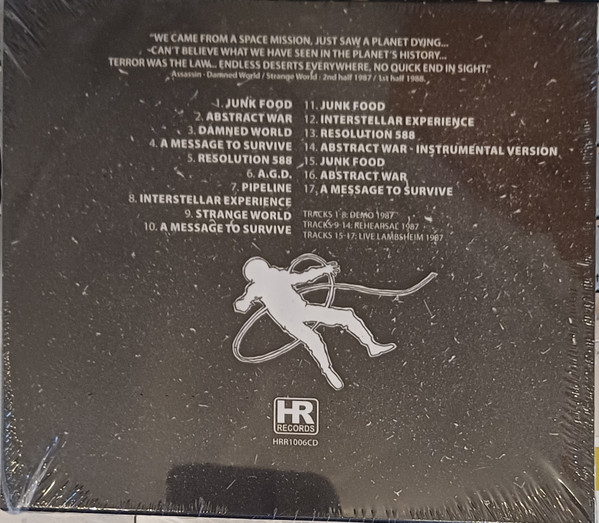 "WE CAME FROM A SPACE MISSION, JUST SAW A PLANET DYING...
CAN'T BELIEVE WHAT WE HAVE SEEN IN THE PLANET'S HISTORY...
TERROR WAS THE LAW... ENDLESS DESERTS EVERYWHERE, NO QUICK END IN SIGHT."
Assassin - Damned World / Strange World - 2nd half 1987 / 1st half 1988
1. JUNK FOOD
2. ABSTRACT WAR
3. DAMNED WORLD
4. A MESSAGE TO SURVIVE
5. RESOLUTION 588
6. A.G.D.
7. PIPELINE
8. INTERSTELLAR EXPERIENCE
9. STRANGE WORLD
10. A MESSAGE TO SURVIVE
11. JUNK FOOD
12. INTERSTELLAR EXPERIENCE
13. RESOLUTION 588
14. ABSTRACT WAR - INSTRUMENTAL VERSION
15. JUNK FOOD
16. ABSTRACT WAR
17. A MESSAGE TO SURVIVE
TRACKS 1-8: DEMO 1987
TRACKS 9-14: REHEARSAL 1987
TRACKS 15-17: LIVE LAMBSHEIM 1987
HR
RECORDS
HRR1006CD